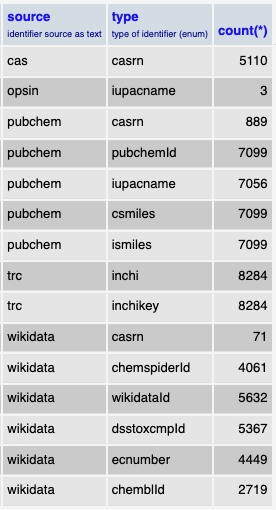 source type count(*)
identifier source as text type of identifier (enum)
cas casrn 5110
opsin iupacname 3
pubchem casrn 889
pubchem pubchemId 7099
pubchem iupacname 7056
pubchem csmiles 7099
pubchem ismiles 7099
trc inchi 8284
trc inchikey 8284
wikidata casrn 71
wikidata chemspiderId 4061
wikidata wikidataId 5632
wikidata dsstoxcmpId 5367
wikidata ecnumber 4449
wikidata chemblId 2719